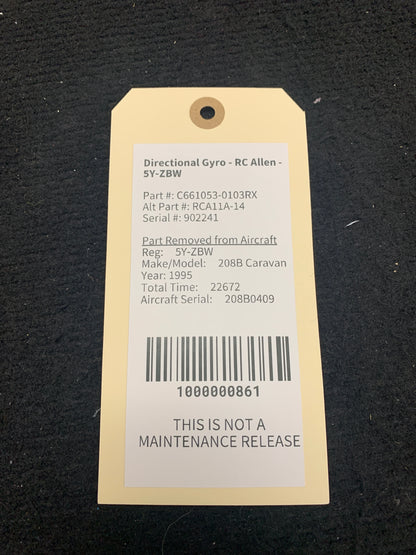 Directional Gyro - RC Allen -
5Y-ZBW
Part #: C661053-0103RX
Alt Part #: RCA11A-14
Serial #: 902241
Part Removed from Aircraft
Reg: 5Y-ZBW
Make/Model: 208B Caravan
Year: 1995
Total Time: 22672
Aircraft Serial: 208B0409
1000000861
THIS IS NOT A
MAINTENANCE RELEASE